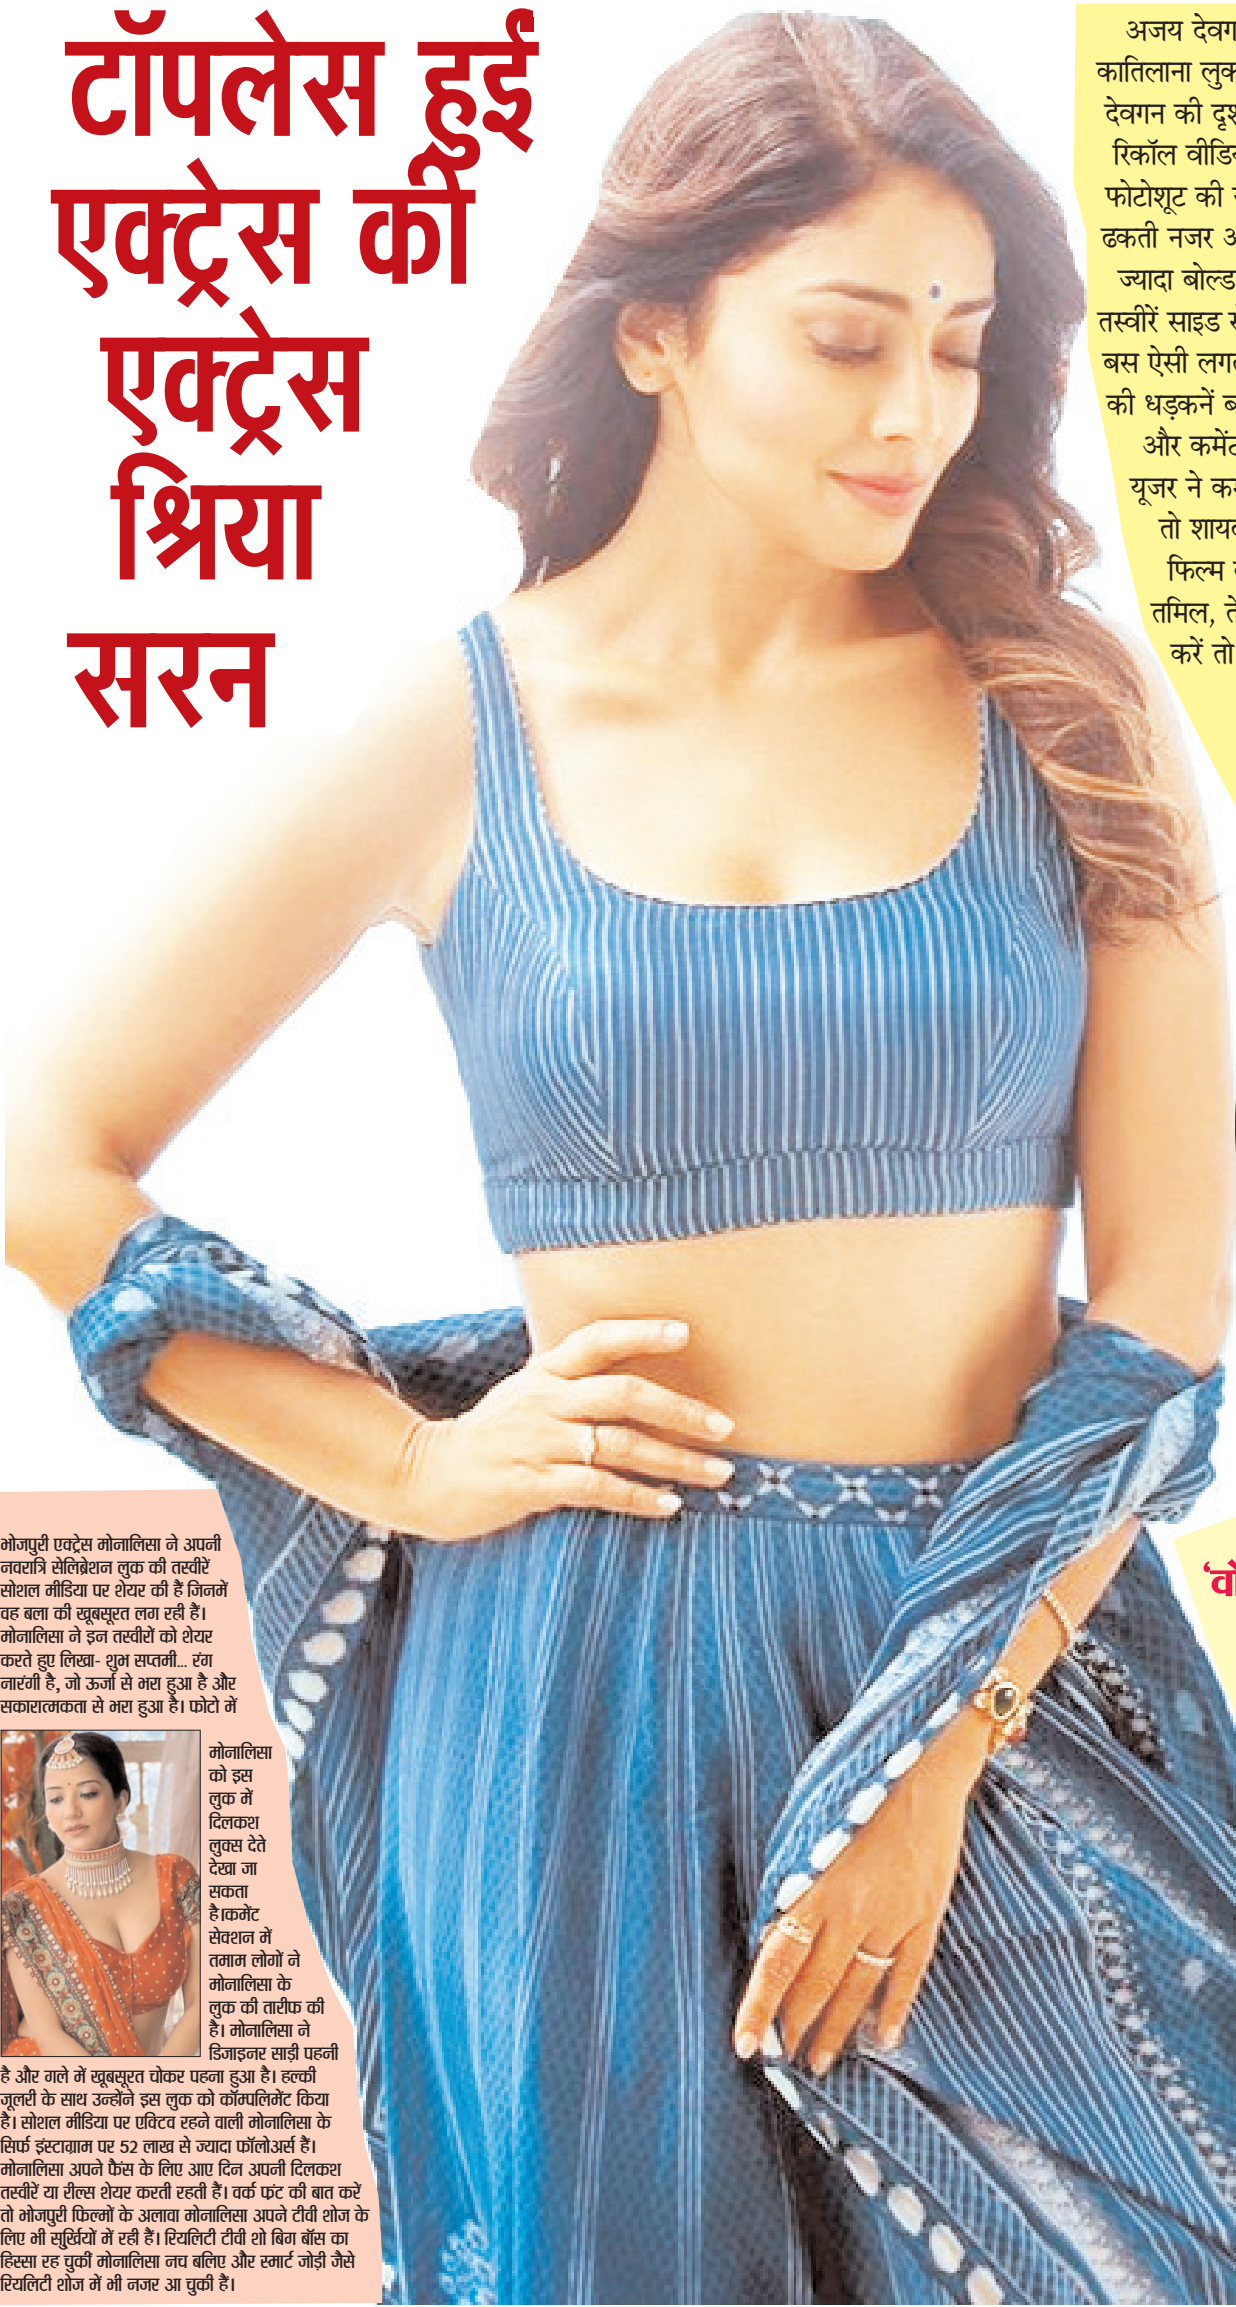 टॉपलेस हुईं
एक्ट्रेस की
एक्ट्रेस
श्रिया
सरन
अजय देवग
कातिलाना लुक
देवगन की
रिकॉल
फोटोशूट की
ढकती नजर
ज्यादा बोल्ड
तस्वीरें साइड
बस ऐसी
की धड़कनें
और
यूजर ने
तो
फिल्म
तमिल,
करें तो
भोजपुरी एक्ट्रेस मोनालिसा ने अपनी
नवरात्रि सेलिब्रेशन लुक की तस्वीरें
सोशल मीडिया पर शेयर की हैं जिनमें
वह बला की खूबसूरत लग रही हैं।
मोनालिसा ने इन तस्वीरों को शेयर
करते हुए लिखा- शुभ सप्तमी... रंग
नारंगी है, जो ऊर्जा से भरा हुआ है और
सकारात्मकता से भरा हुआ है। फोटो में
मोनालिसा
को इस
लुक में
दिलकश
लुक्स देते
देखा जा
सकता
है।कमेंट
सेक्शन में
तमाम लोगों ने
मोनालिसा के
लुक की तारीफ की
है। मोनालिसा ने
डिजाइनर साड़ी पहनी
है और गले में खूबसूरत चोकर पहना हुआ है। हल्की
जूलरी के साथ उन्होंने इस लुक को कॉम्पलिमेंट किया
है। सोशल मीडिया पर एक्टिव रहने वाली मोनालिसा के
सिर्फ इंस्टाग्राम पर 52 लाख से ज्यादा फॉलोअर्स हैं।
मोनालिसा अपने फैंस के लिए आए दिन अपनी दिलकश
तस्वीरें या रील्स शेयर करती रहती हैं। वर्क फ्रंट की बात करें
तो भोजपुरी फिल्मों के अलावा मोनालिसा अपने टीवी शोज के
लिए भी सुर्खियों में रही हैं। रियलिटी टीवी शो बिग बॉस का
हिस्सा रह चुकीं मोनालिसा नच बलिए और स्मार्ट जोड़ी जैसे
रियलिटी शोज में भी नजर आ चुकी हैं।